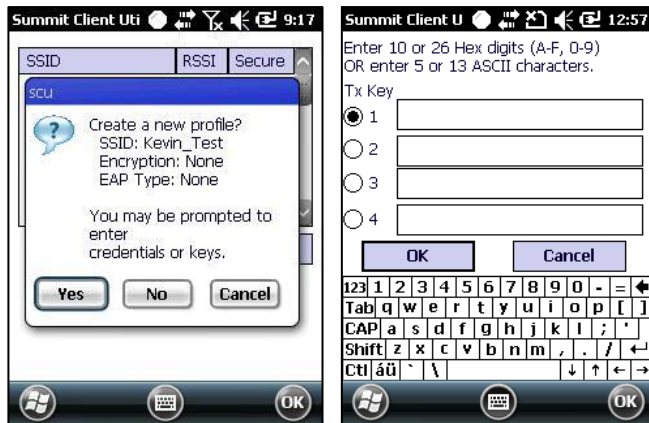 Summit Client Uti 9:17
SSID RSSI Secure
scu
Create a new profile?
SSID: Kevin_Test
Encryption: None
EAP Type: None
You may be prompted to
enter
credentials or keys.
Yes No Cancel
OK
Summit Client U 12:57
Enter 10 or 26 Hex digits (A-F, 0-9)
OR enter 5 or 13 ASCII characters.
Tx Key
1
2
3
4
OK Cancel
123 1 2 3 4 5 6 7 8 9 0 - =
Tab q w e r t y u i o p [ ]
CAP a s d f g h j k l ; '
Shift z x c v b n m , . /
Ctl áü ` \
OK